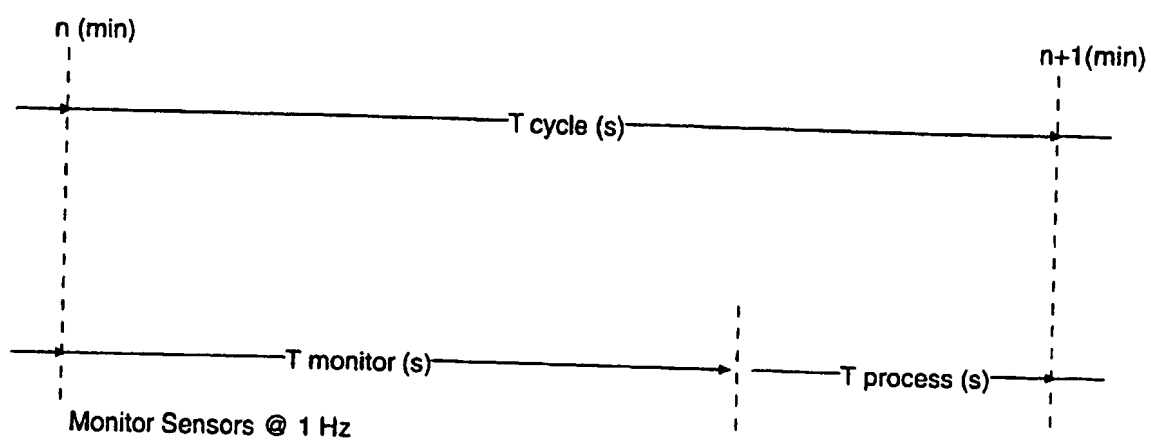 n (min)
n+1(min)
T cycle (s)
T monitor (s)
T process (s)
Monitor Sensors @ 1 Hz